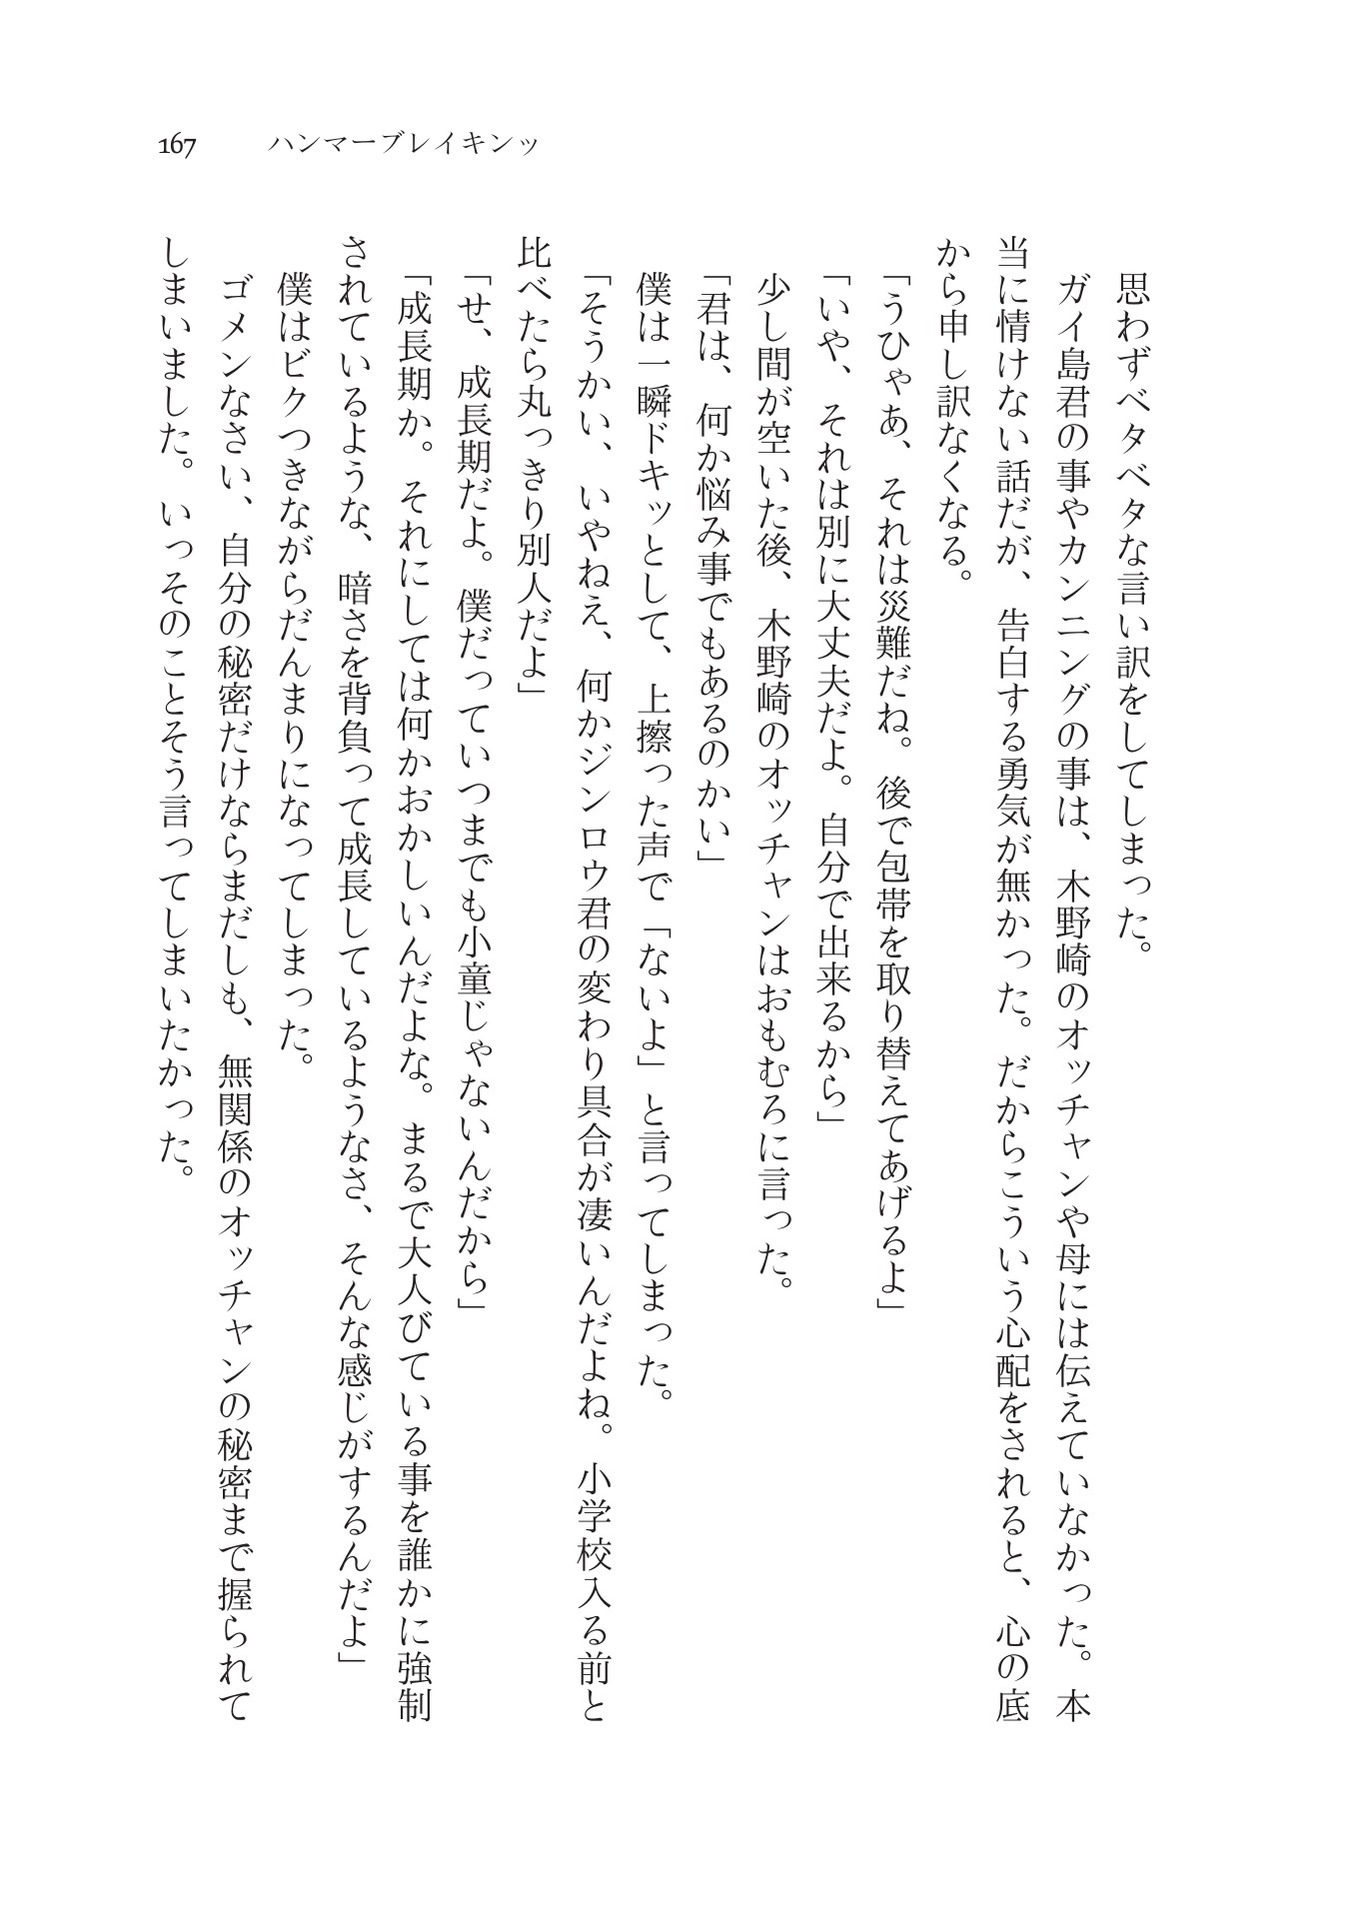 167 ハンマーブレイキンッ
思わずベタベタな言い訳をしてしまった。
ガイ島君の事やカンニングの事は、木野崎のオッチャンや母には伝えていなかった。本
当に情けない話だが、告白する勇気が無かった。だからこういう心配をされると、心の底
から申し訳なくなる。
「うひゃあ、それは災難だね。後で包帯を取り替えてあげるよ」
「いや、それは別に大丈夫だよ。自分で出来るから」
少し間が空いた後、木野崎のオッチャンはおもむろに言った。
「君は、何か悩み事でもあるのかい」
僕は一瞬ドキッとして、上擦った声で「ないよ」と言ってしまった。
「そうかい、いやねえ、何かジンロウ君の変わり具合が凄いんだよね。小学校入る前と
比べたら丸っきり別人だよ」
「せ、成長期だよ。僕だっていつまでも小童じゃないんだから」
「成長期か。それにしては何かおかしいんだよな。まるで大人びている事を誰かに強制
されているような、暗さを背負って成長しているようなさ、そんな感じがするんだよ」
僕はビクつきながらだんまりになってしまった。
ゴメンなさい、自分の秘密だけならまだしも、無関係のオッチャンの秘密まで握られて
しまいました。いっそのことそう言ってしまいたかった。